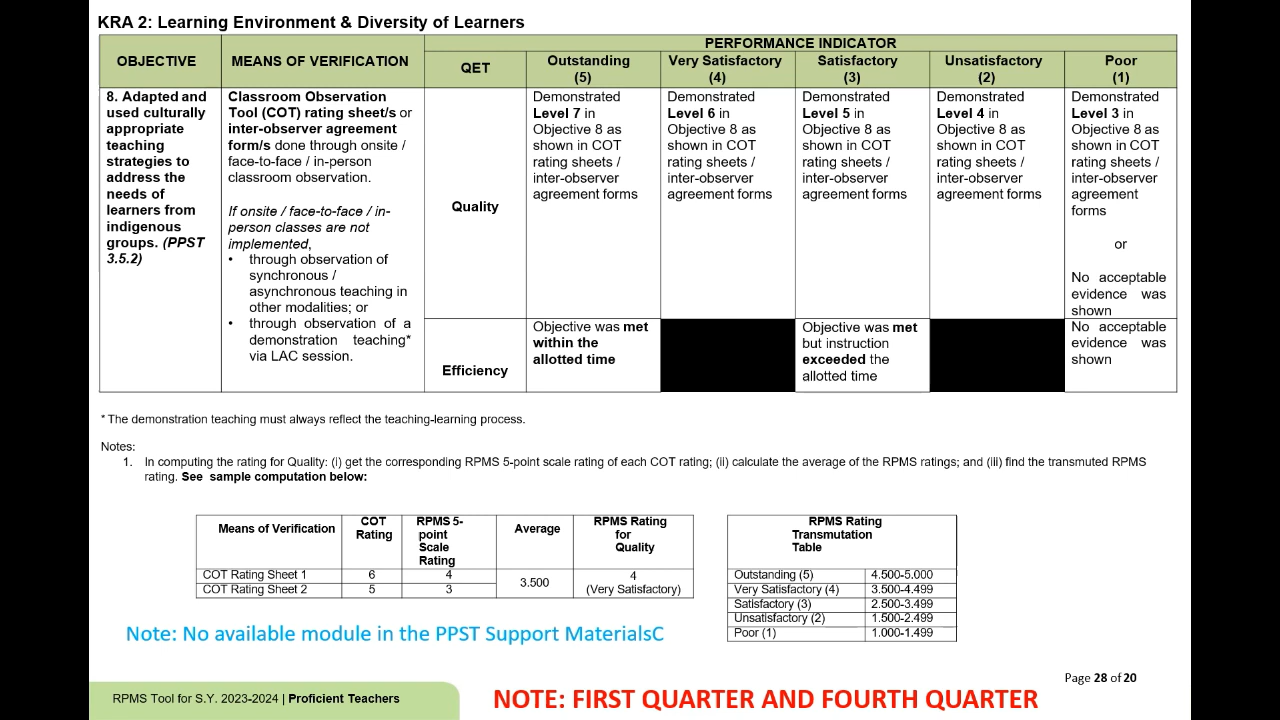 KRA 2: Learning Environment & Diversity of Learners
OBJECTIVE
MEANS OF VERIFICATION
PERFORMANCE INDICATOR
QET
Outstanding
(5)
Very Satisfactory
(4)
Satisfactory
(3)
Unsatisfactory
(2)
Poor
(1)
8. Adapted and
used culturally
appropriate
teaching
strategies to
address the
needs of
learners from
indigenous
groups. (PPST
3.5.2)
Classroom Observation
Tool (COT) rating sheet/s or
inter-observer agreement
form/s done through onsite /
face-to-face / in-person
classroom observation.
If onsite / face-to-face / in-
person classes are not
implemented,
• through observation of
synchronous /
asynchronous teaching in
other modalities; or
• through observation of a
demonstration teaching*
via LAC session.
Quality
Demonstrated
Level 7 in
Objective 8 as
shown in COT
rating sheets /
inter-observer
agreement forms
Demonstrated
Level 6 in
Objective 8 as
shown in COT
rating sheets /
inter-observer
agreement forms
Demonstrated
Level 5 in
Objective 8 as
shown in COT
rating sheets /
inter-observer
agreement forms
Demonstrated
Level 4 in
Objective 8 as
shown in COT
rating sheets /
inter-observer
agreement forms
Demonstrated
Level 3 in
Objective 8 as
shown in COT
rating sheets /
inter-observer
agreement
forms
or
No acceptable
evidence was
shown
Efficiency
Objective was met
within the
allotted time
Objective was met
but instruction
exceeded the
allotted time
No acceptable
evidence was
shown
* The demonstration teaching must always reflect the teaching-learning process.
Notes:
1. In computing the rating for Quality: (i) get the corresponding RPMS 5-point scale rating of each COT rating; (ii) calculate the average of the RPMS ratings; and (iii) find the transmuted RPMS
rating. See sample computation below:
Means of Verification
COT
Rating
RPMS 5-
point
Scale
Rating
Average
RPMS Rating
for
Quality
COT Rating Sheet 1 6 4
COT Rating Sheet 2 5 3
3.500
4
(Very Satisfactory)
RPMS Rating
Transmutation
Table
Outstanding (5) 4.500-5.000
Very Satisfactory (4) 3.500-4.499
Satisfactory (3) 2.500-3.499
Unsatisfactory (2) 1.500-2.499
Poor (1) 1.000-1.499
Note: No available module in the PPST Support MaterialsC
Page 28 of 20
RPMS Tool for S.Y. 2023-2024 | Proficient Teachers
NOTE: FIRST QUARTER AND FOURTH QUARTER